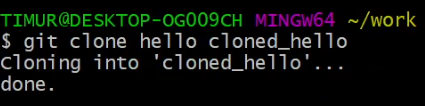 TIMUR@DESKTOP-OG009CH MINGW64 ~/work
$ git clone hello cloned_hello
Cloning into 'cloned_hello'...
done.